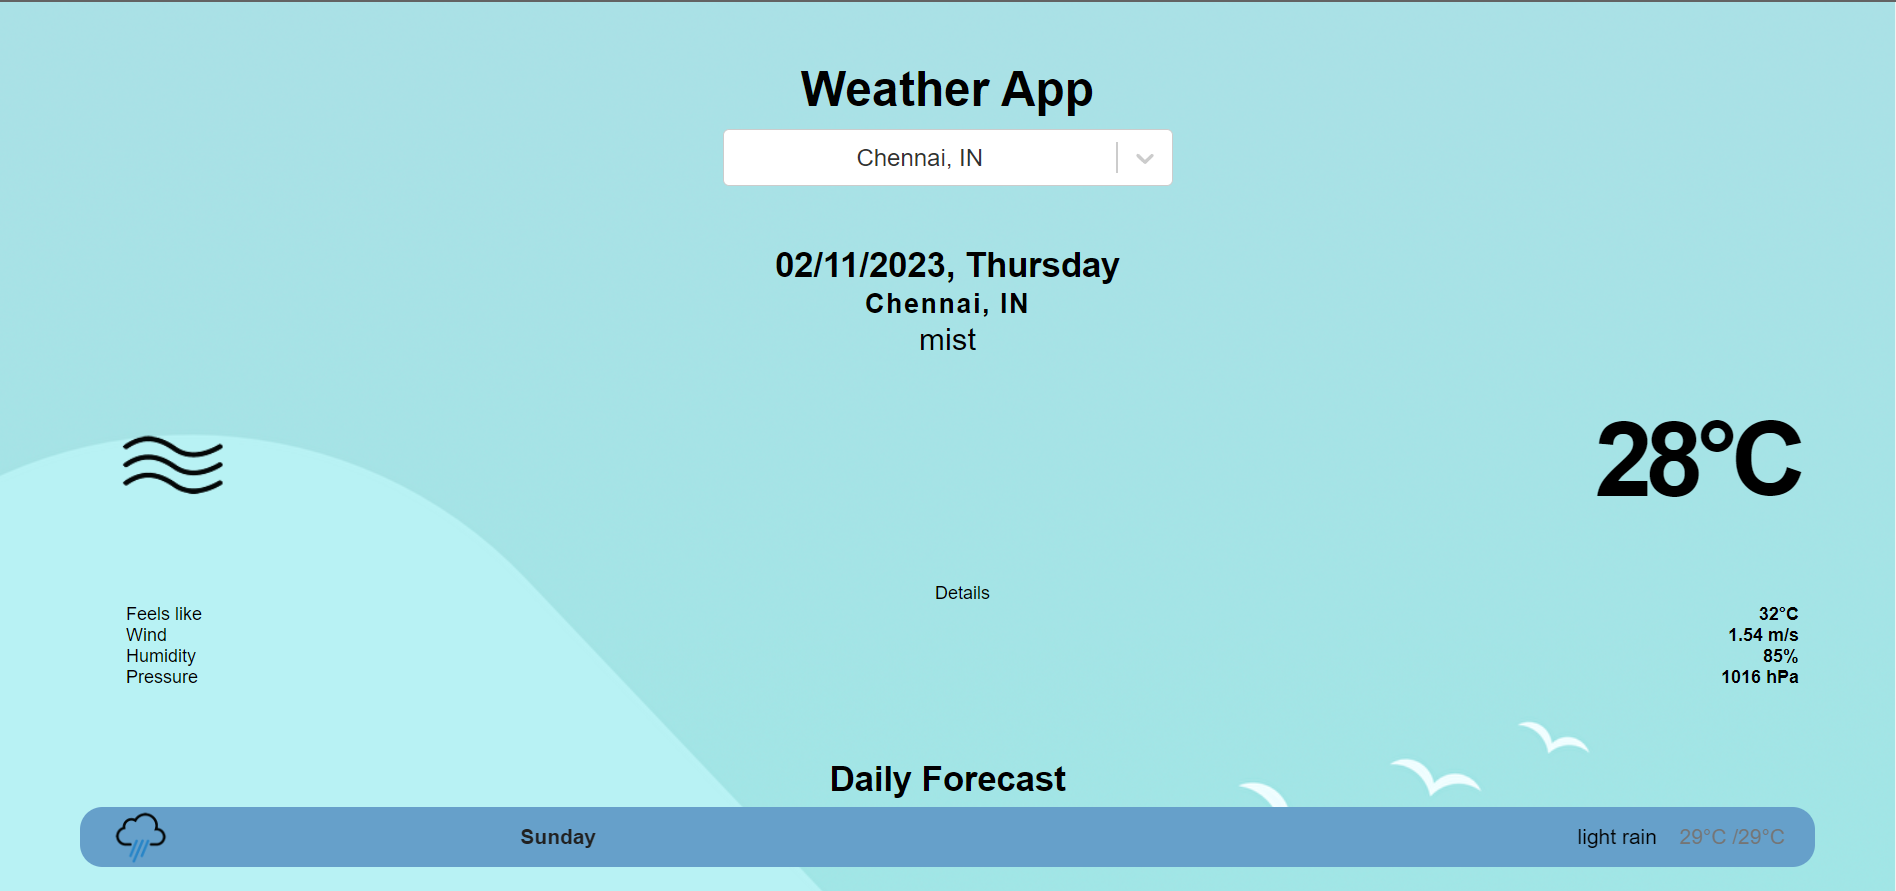 Weather App
Chennai, IN
02/11/2023, Thursday
Chennai, IN
mist
28°C
Details
Feels like 32°C
Wind 1.54 m/s
Humidity 85%
Pressure 1016 hPa
Daily Forecast
Sunday light rain 29°C /29°C